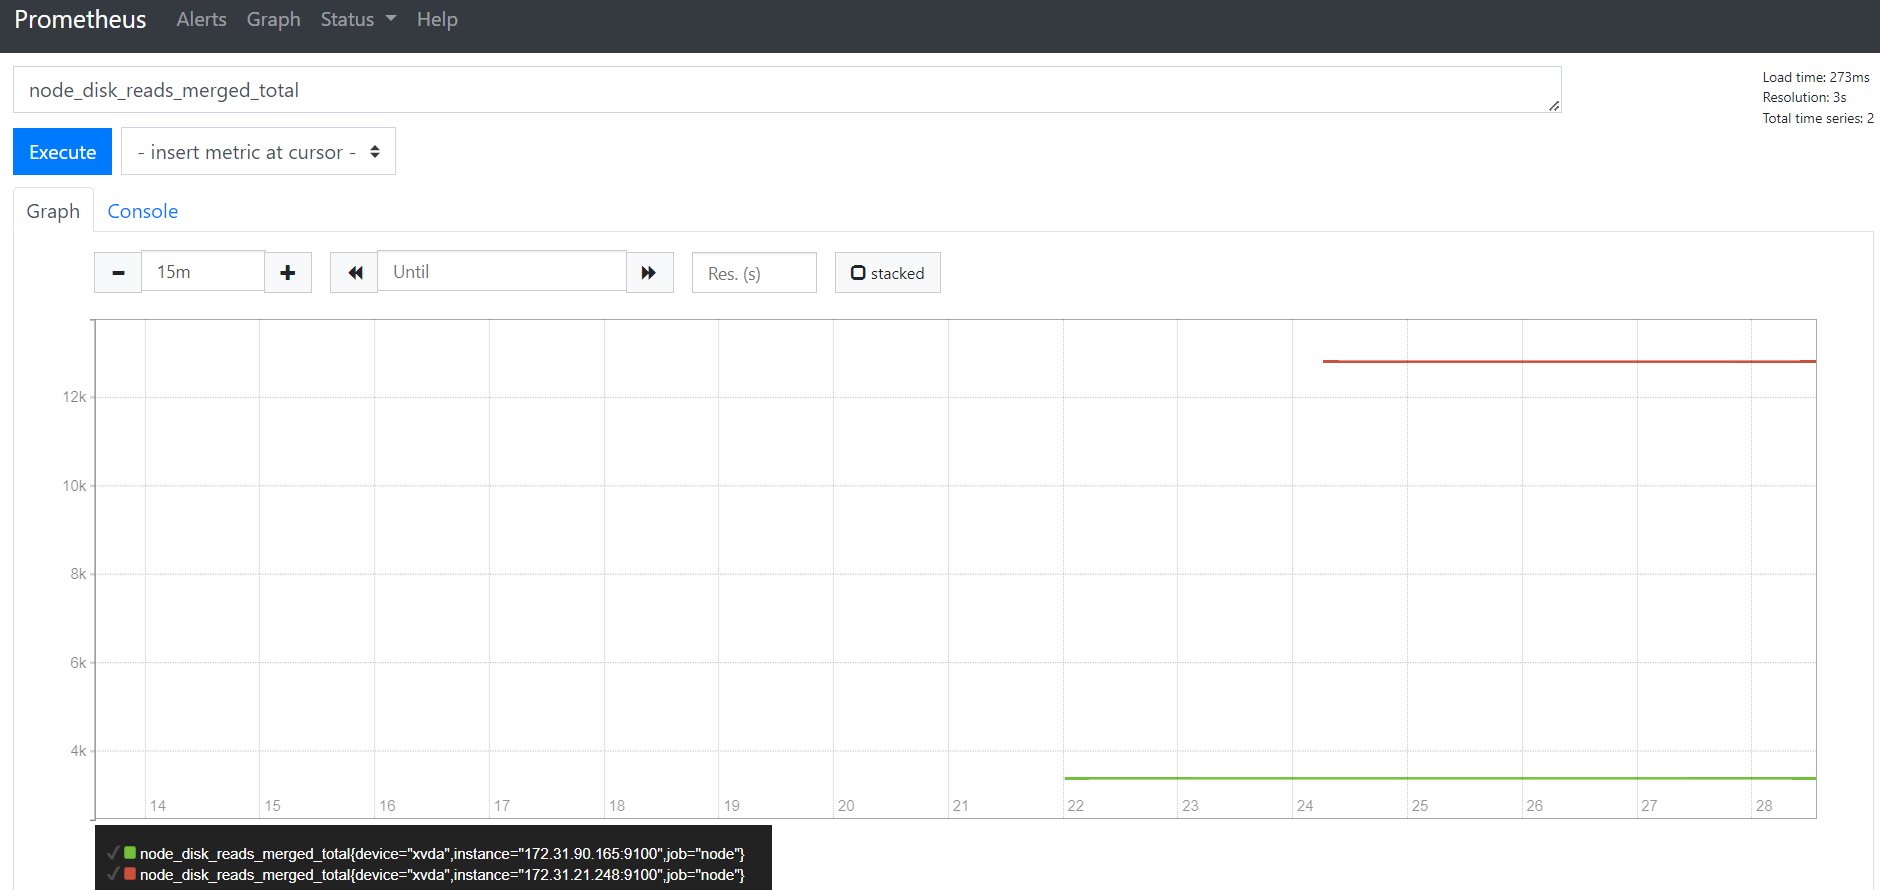 Prometheus Alerts Graph Status Help
node_disk_reads_merged_total
Load time: 273ms
Resolution: 3s
Total time series: 2
Execute - insert metric at cursor -
Graph Console
15m Until Res. (s) stacked
12k
10k
8k
6k
4k
14 15 16 17 18 19 20 21 22 23 24 25 26 27 28
node_disk_reads_merged_total{device="xvda",instance="172.31.90.165:9100",job="node"}
node_disk_reads_merged_total{device="xvda",instance="172.31.21.248:9100",job="node"}